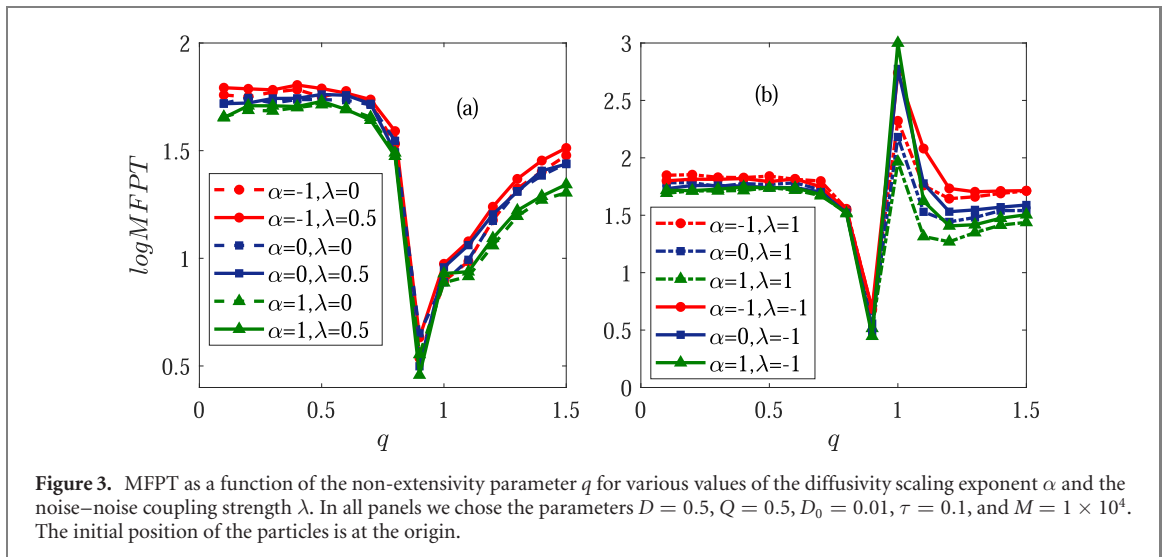 2
1.5
1
0.5
logMFPT
(a)
α=-1,λ=0
α=-1,λ=0.5
α=0,λ=0
α=0,λ=0.5
α=1,λ=0
α=1,λ=0.5
0
0.5
1
1.5
q
3
2.5
2
1.5
1
0.5
0
(b)
α=-1,λ=1
α=0,λ=1
α=1,λ=1
α=-1,λ=-1
α=0,λ=-1
α=1,λ=-1
0
0.5
1
1.5
q
Figure 3. MFPT as a function of the non-extensivity parameter q for various values of the diffusivity scaling exponent α and the
noise–noise coupling strength λ. In all panels we chose the parameters D = 0.5, Q = 0.5, D₀ = 0.01, τ = 0.1, and M = 1 × 10⁴.
The initial position of the particles is at the origin.